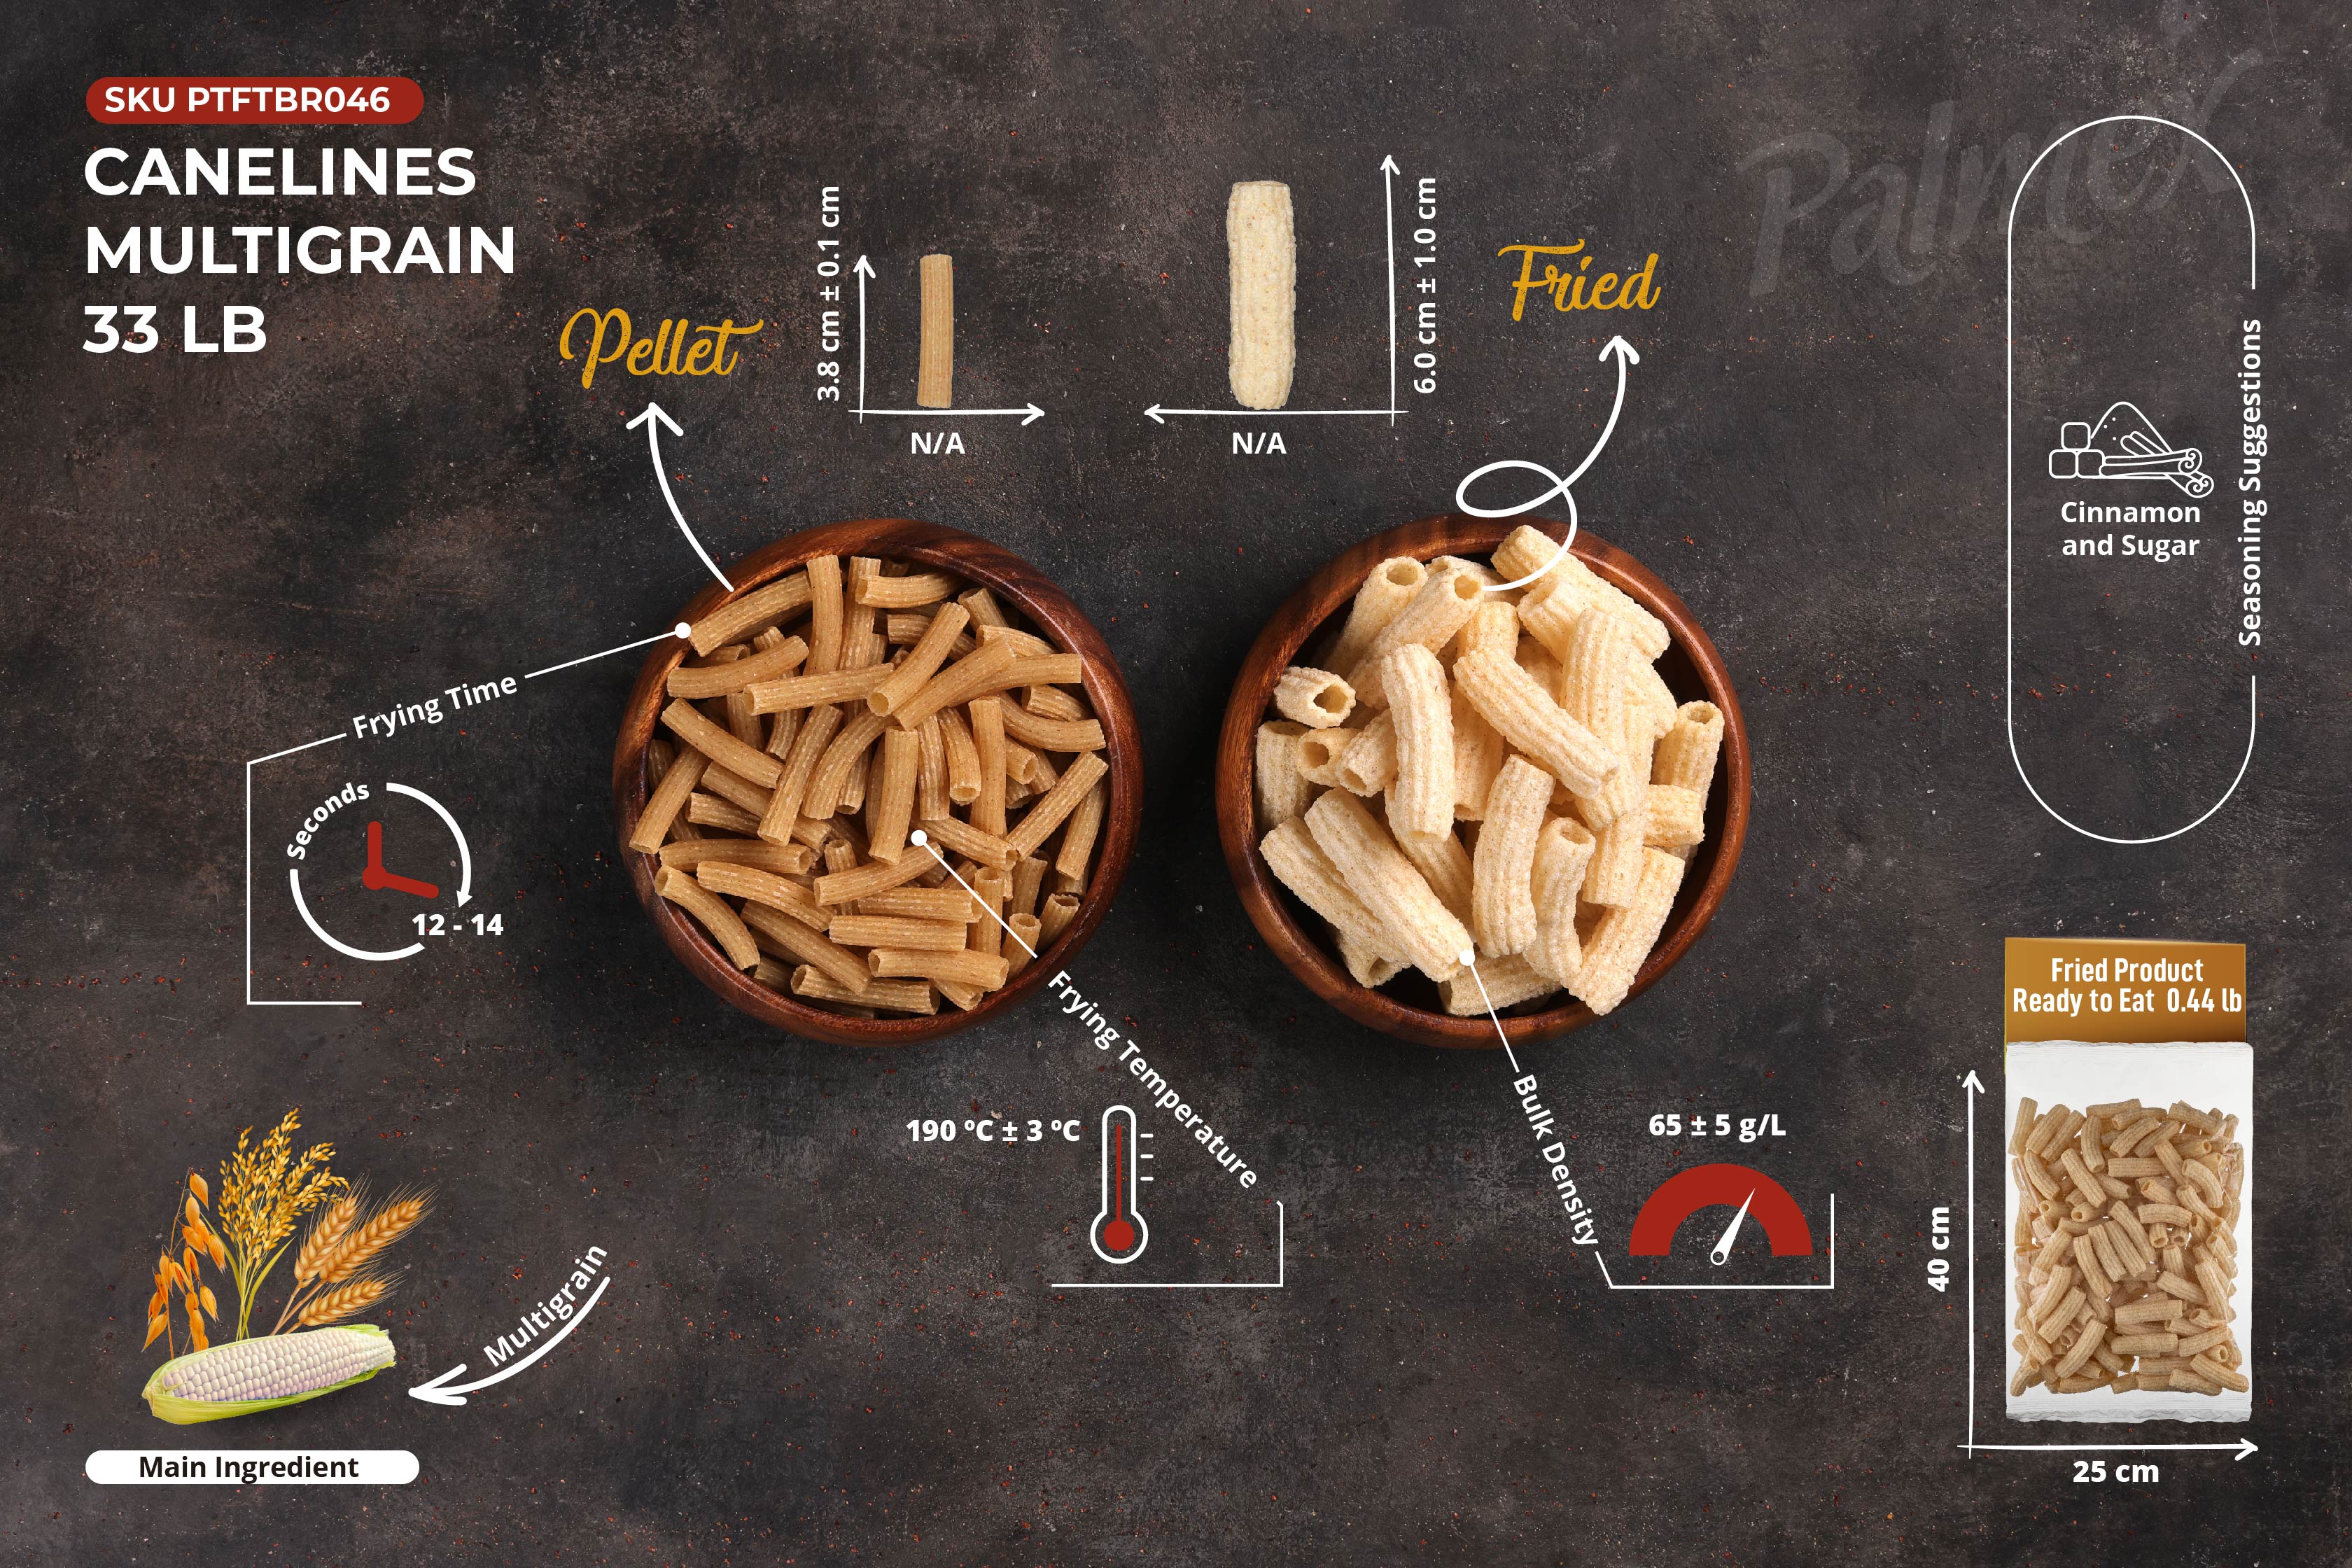 SKU PTFTBR046
CANELINES
MULTIGRAIN
33 LB
Palmex
Pellet
3.8 cm ± 0.1 cm
N/A
N/A
6.0 cm ± 1.0 cm
Fried
Seasoning Suggestions
Cinnamon
and Sugar
Frying Time
Seconds
12 - 14
Frying Temperature
190 ºC ± 3 ºC
Bulk Density
65 ± 5 g/L
Fried Product
Ready to Eat 0.44 lb
40 cm
25 cm
Multigrain
Main Ingredient